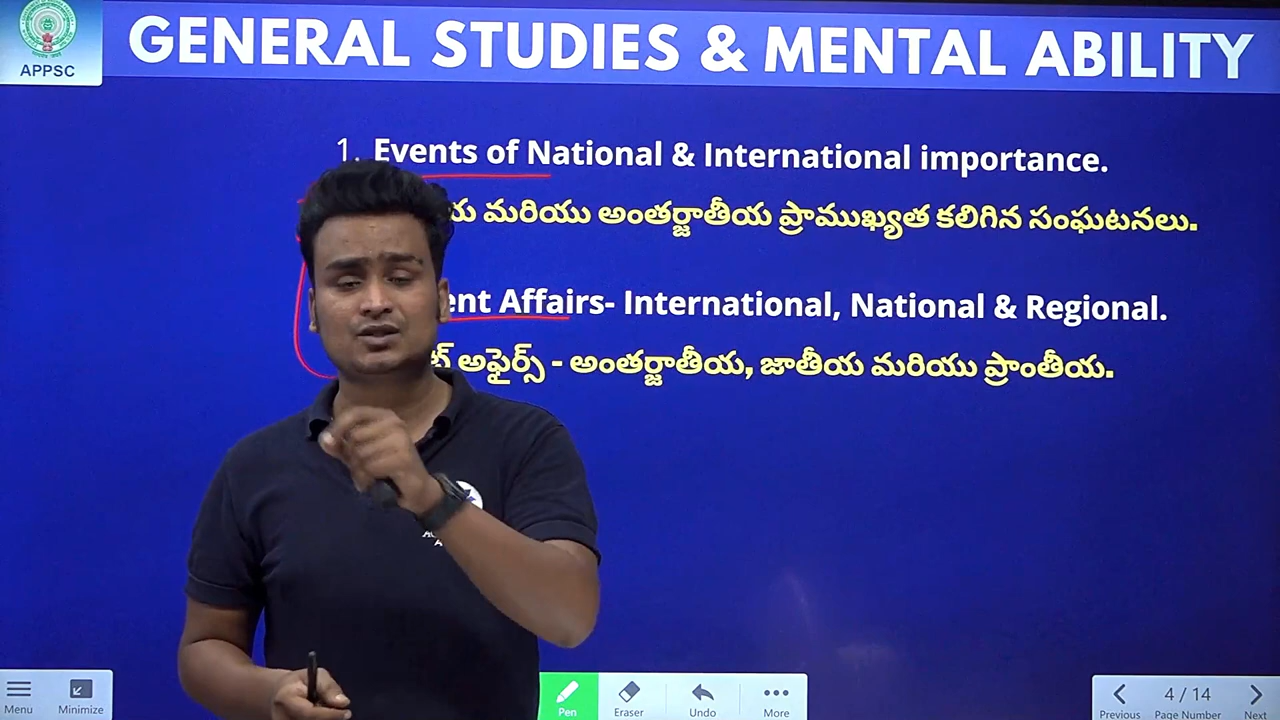 APPSC
GENERAL STUDIES & MENTAL ABILITY
1. Events of National & International importance.
మరియు అంతర్జాతీయ ప్రాముఖ్యత కలిగిన సంఘటనలు.
Affairs- International, National & Regional.
అఫైర్స్ - అంతర్జాతీయ, జాతీయ మరియు ప్రాంతీయ.
Menu
Minimize
Pen
Eraser
Undo
More
Previous
4 / 14
Page Number
Next